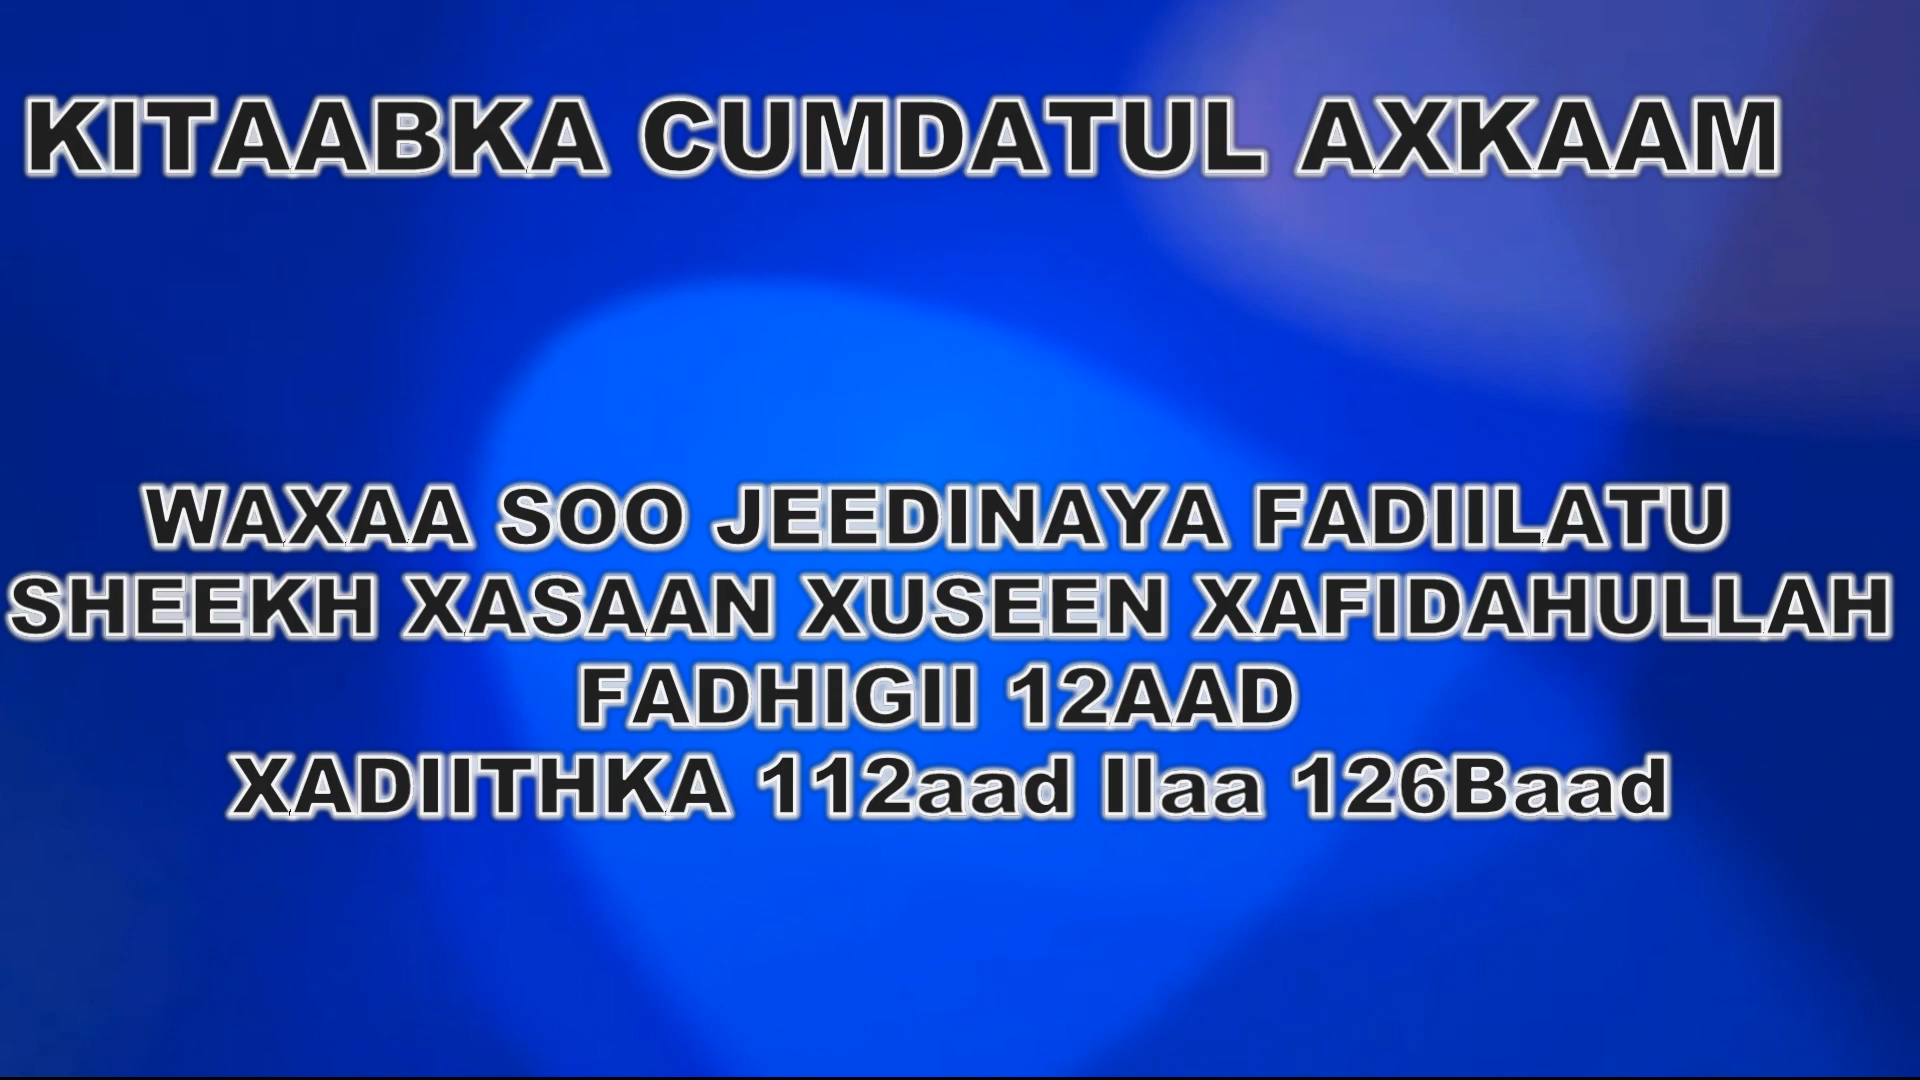 KITAABKA CUMDATUL AXKAAM
WAXAA SOO JEEDINAYA FADIILATU
SHEEKH XASAAN XUSEEN XAFIDAHULLAH
FADHIGII 12AAD
XADIITHKA 112aad Ilaa 126Baad